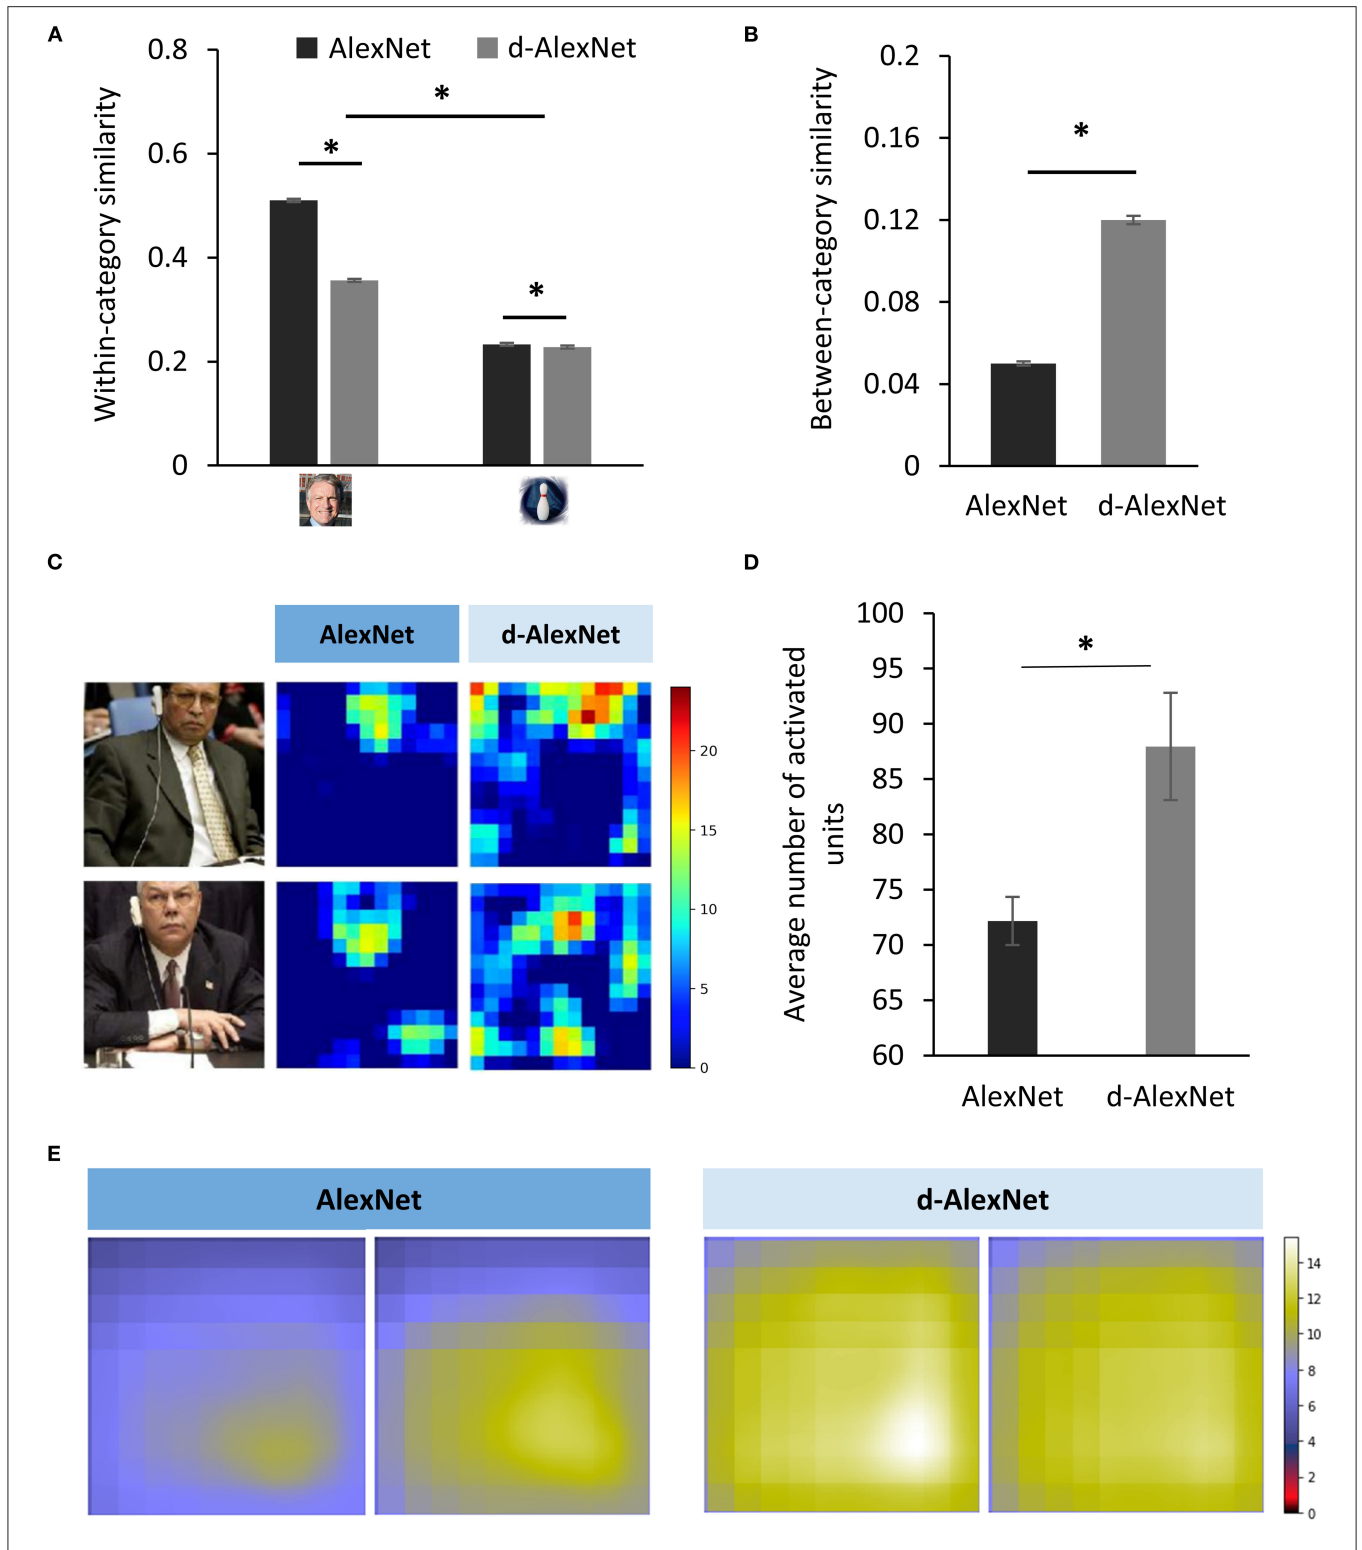 A
B
AlexNet
d-AlexNet
Within-category similarity
0.8
0.6
0.4
0.2
0
*
*
*
Between-category similarity
0.2
0.16
0.12
0.08
0.04
0
*
AlexNet
d-AlexNet
C
AlexNet
d-AlexNet
20
15
10
5
0
D
Average number of activated
units
100
95
90
85
80
75
70
65
60
*
AlexNet
d-AlexNet
E
AlexNet
d-AlexNet
14
12
10
8
6
4
2
0